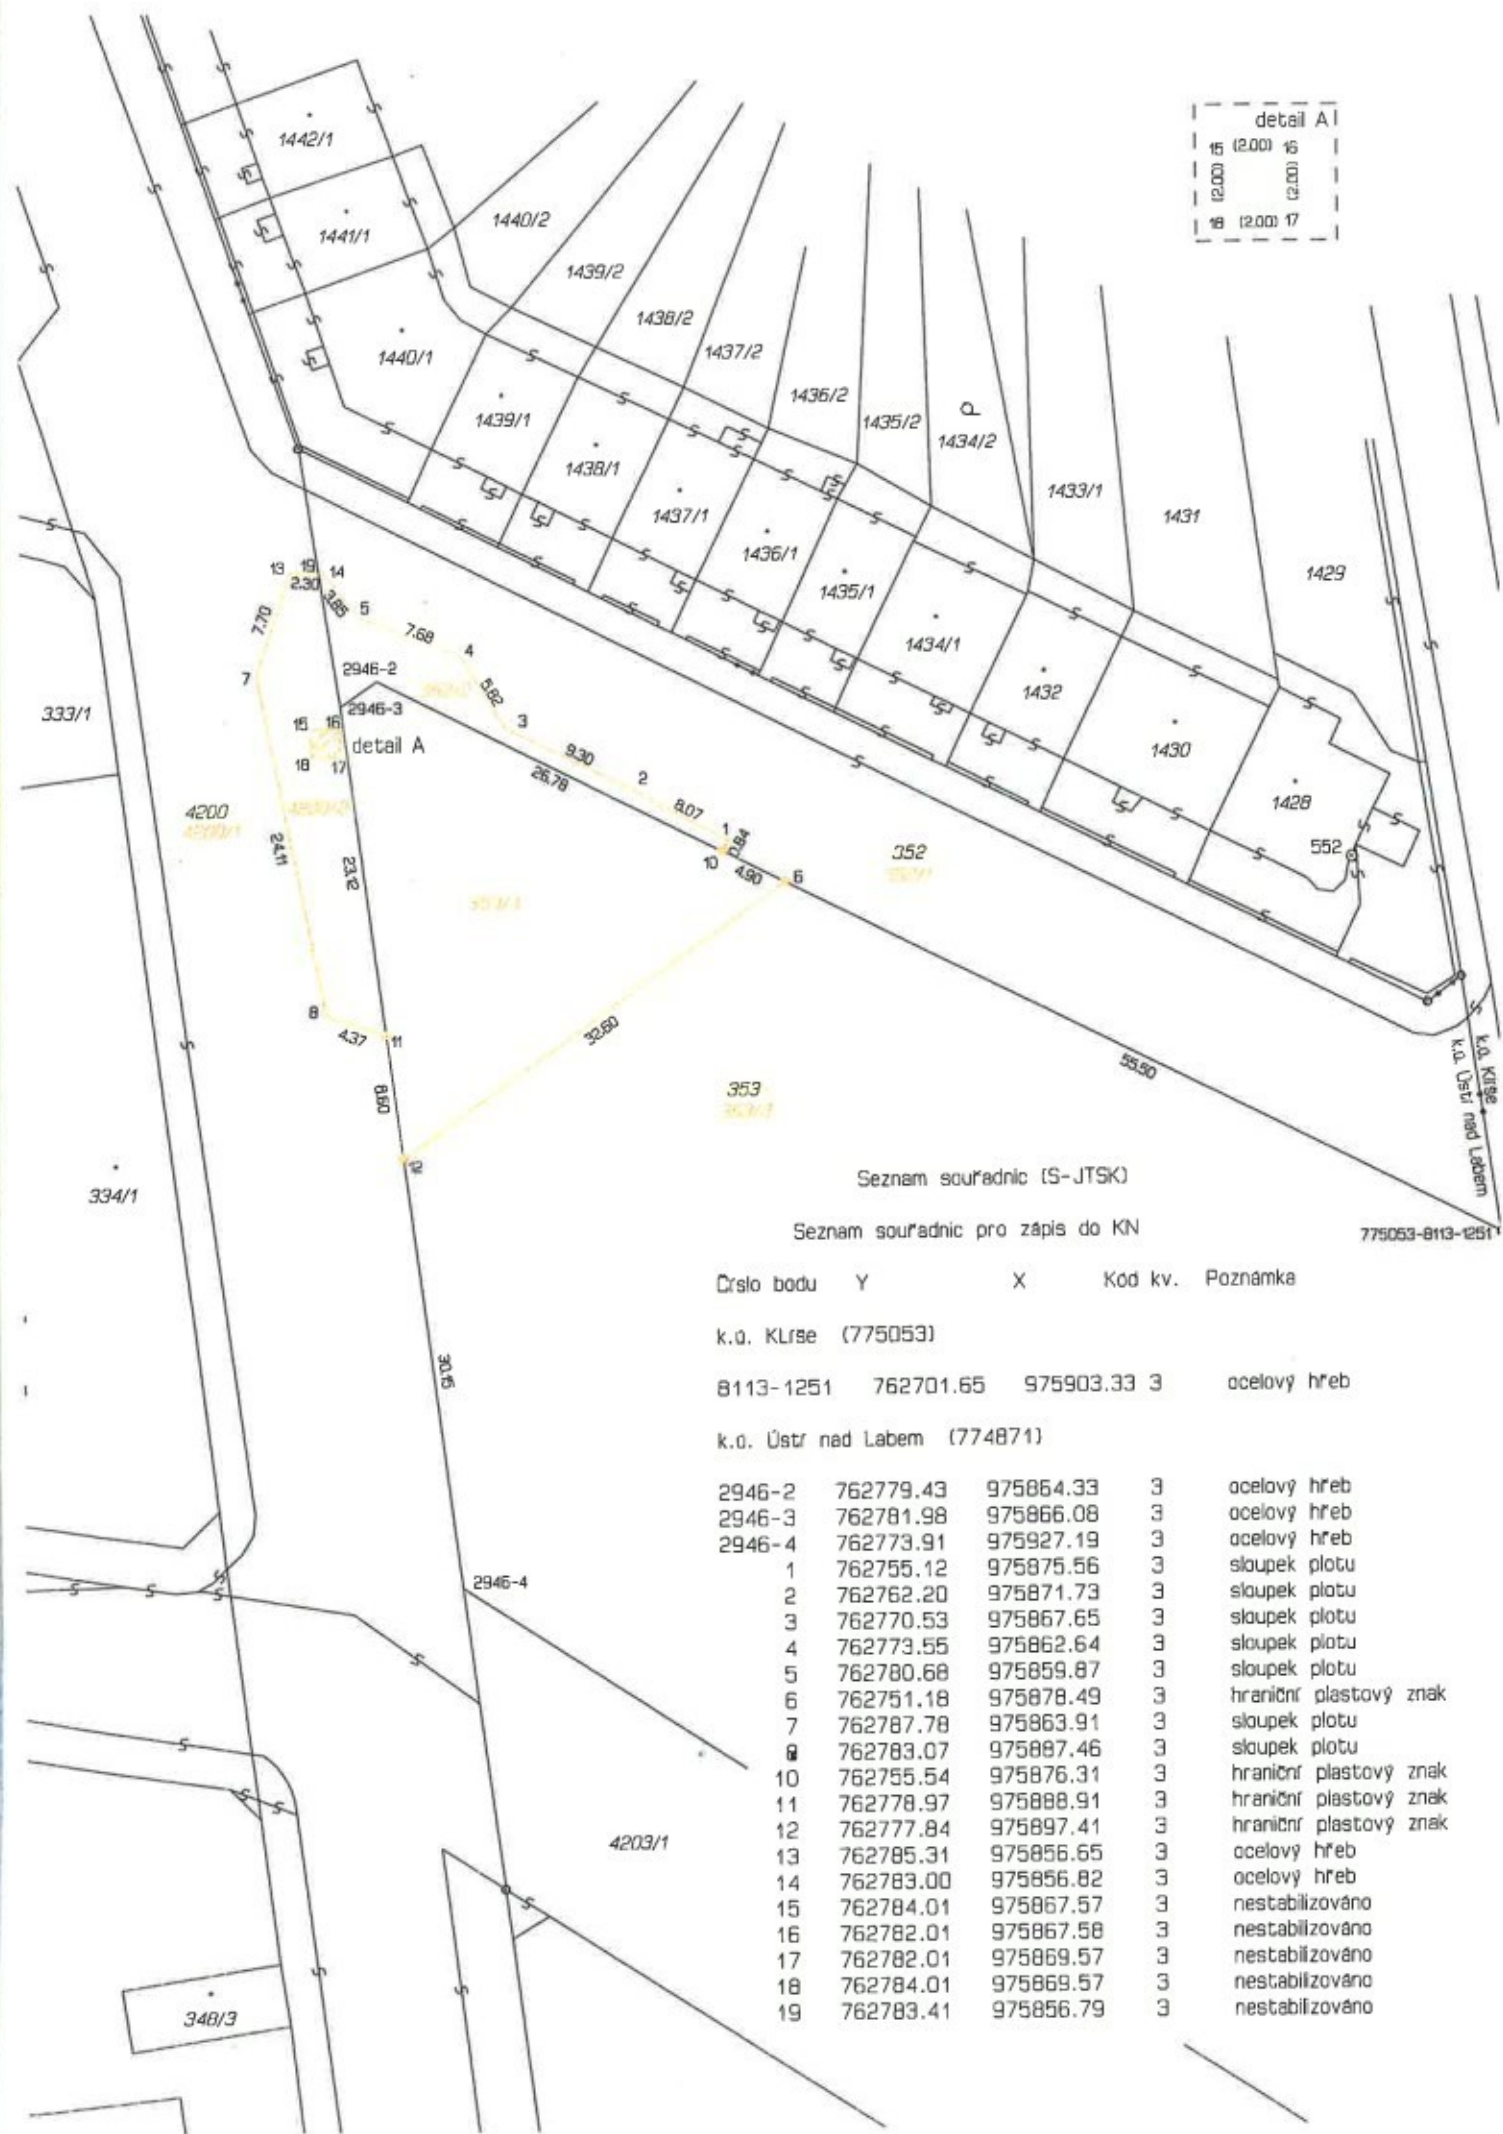 detail A
15 (2.00) 16
(2.00) (2.00)
18 (2.00) 17
1442/1
1441/1
1440/2
1439/2
1438/2
1437/2
1440/1
1436/2
1435/2
P
1434/2
1439/1
1438/1
1433/1
1437/1
1431
1436/1
1429
1435/1
13 19 14
2.30
3.85
5
7.70
7.68
4
1434/1
2946-2
5.82
7
1432
333/1
2946-3
15 16
3
detail A
18 17
9.30
1430
2
26.78
1428
4200
4200/1
4200/2
8.07
1
0.84
552
352
10
4.90
6
24.11
23.12
8
4.37
11
32.60
55.50
8.60
353
12
k.ú. Klíše
k.ú. Ústí nad Labem
334/1
775053-8113-1251
30.15
Seznam souřadnic (S-JTSK)
Seznam souřadnic pro zápis do KN
Číslo bodu Y X Kód kv. Poznámka
k.ú. Klíše (775053)
8113-1251 762701.65 975903.33 3 ocelový hřeb
k.ú. Ústí nad Labem (774871)
2946-2 762779.43 975864.33 3 ocelový hřeb
2946-3 762781.98 975866.08 3 ocelový hřeb
2946-4 762773.91 975927.19 3 ocelový hřeb
1 762755.12 975875.56 3 sloupek plotu
2 762762.20 975871.73 3 sloupek plotu
3 762770.53 975867.65 3 sloupek plotu
4 762773.55 975862.64 3 sloupek plotu
5 762780.68 975859.87 3 sloupek plotu
6 762751.18 975878.49 3 hraniční plastový znak
7 762787.78 975863.91 3 sloupek plotu
8 762783.07 975887.46 3 sloupek plotu
10 762755.54 975876.31 3 hraniční plastový znak
11 762778.97 975888.91 3 hraniční plastový znak
12 762777.84 975897.41 3 hraniční plastový znak
13 762785.31 975856.65 3 ocelový hřeb
14 762783.00 975856.82 3 ocelový hřeb
15 762784.01 975867.57 3 nestabilizováno
16 762782.01 975867.58 3 nestabilizováno
17 762782.01 975869.57 3 nestabilizováno
18 762784.01 975869.57 3 nestabilizováno
19 762783.41 975856.79 3 nestabilizováno
2946-4
4203/1
348/3